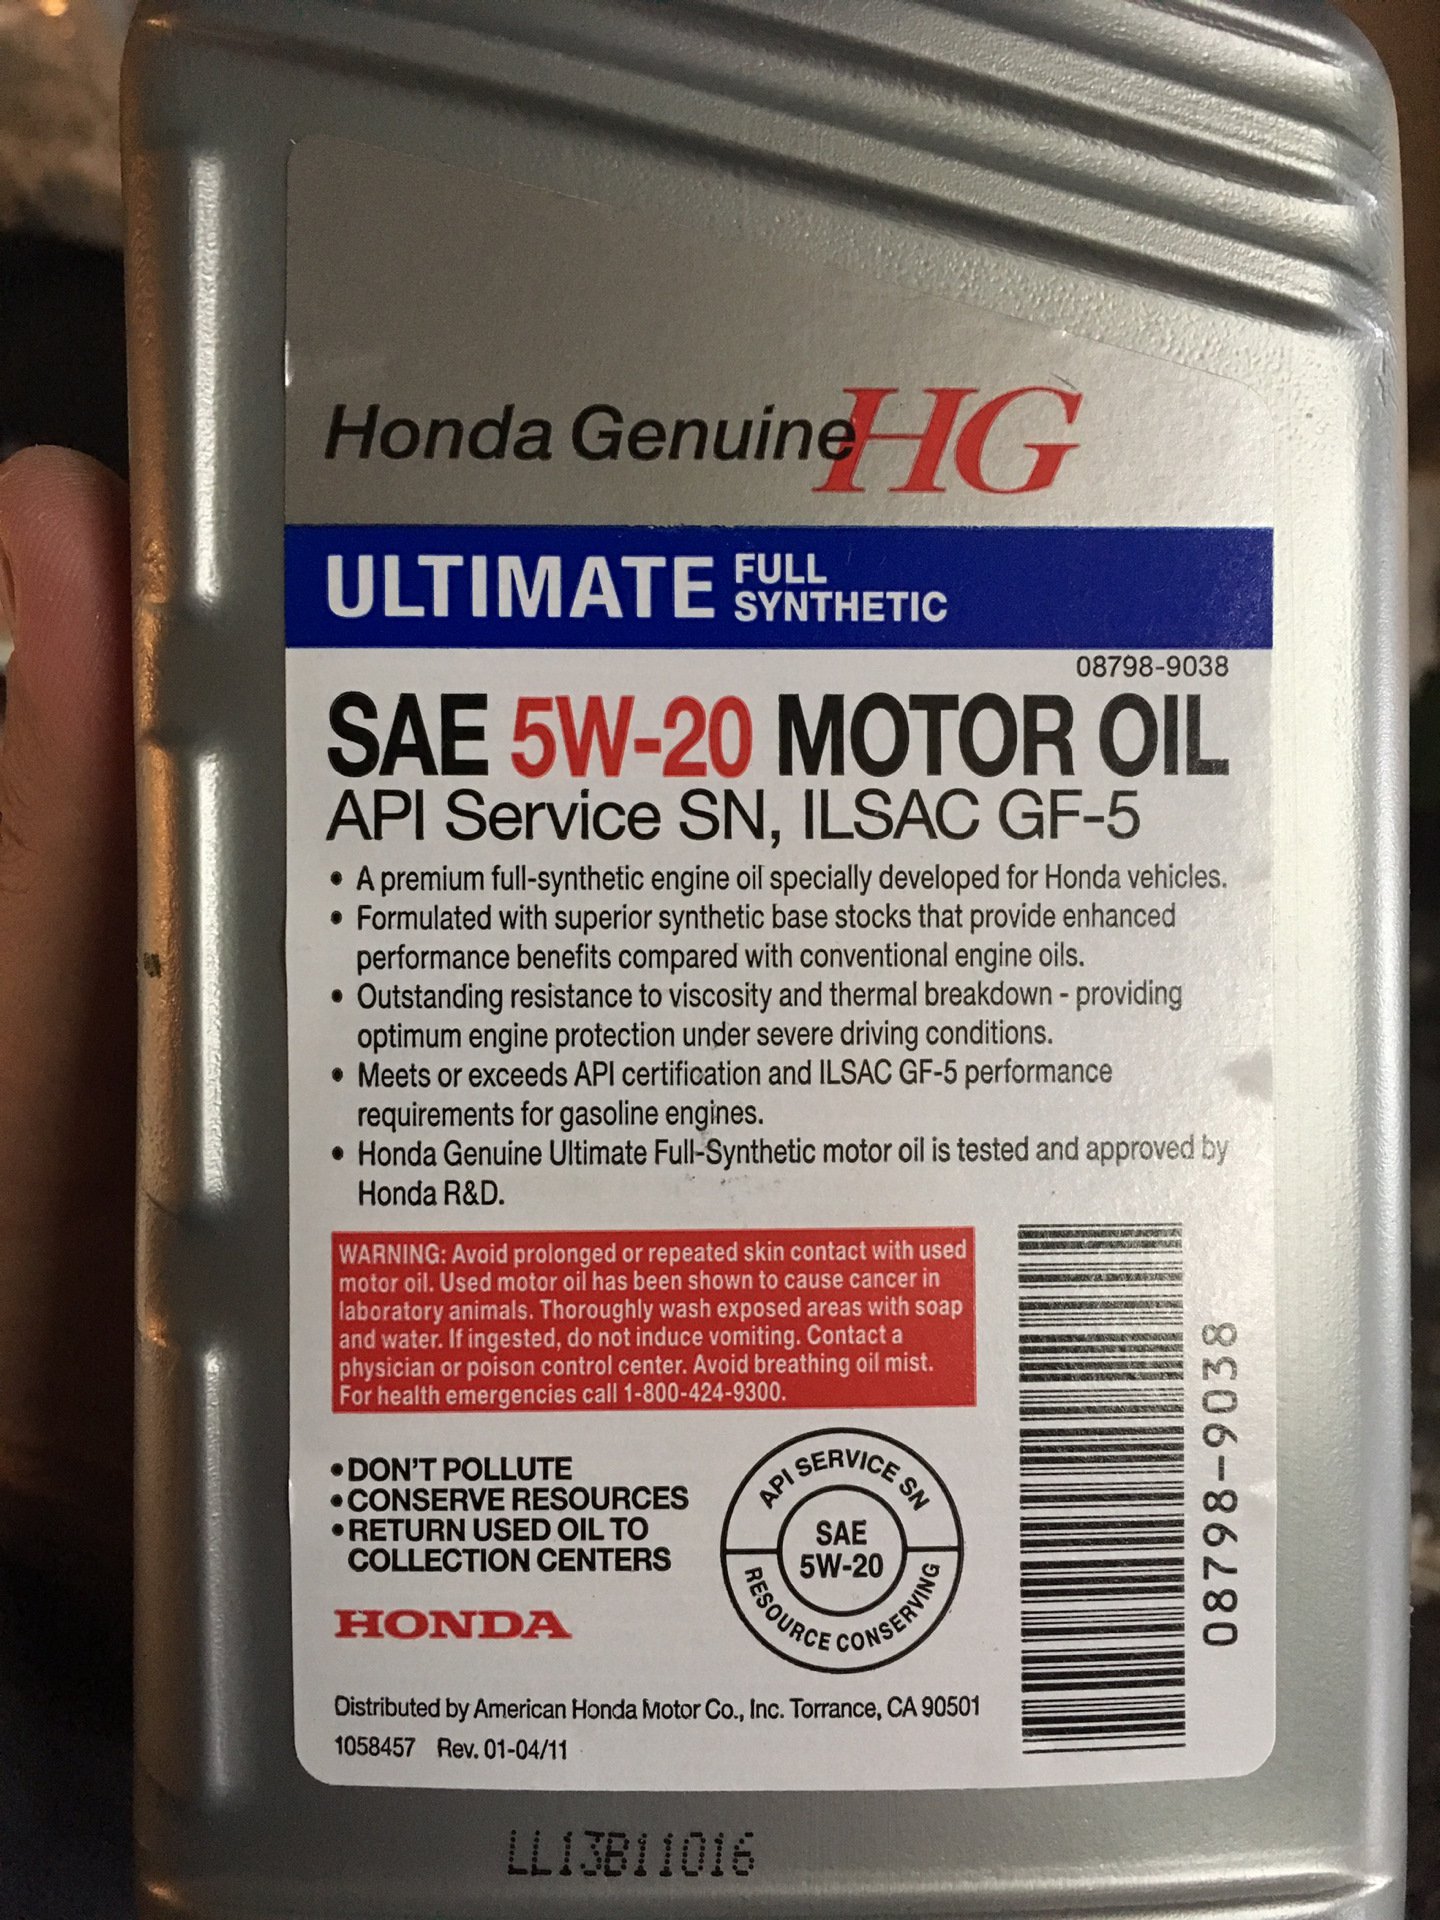 Honda Genuine HG
ULTIMATE FULL SYNTHETIC
08798-9038
SAE 5W-20 MOTOR OIL
API Service SN, ILSAC GF-5
• A premium full-synthetic engine oil specially developed for Honda vehicles.
• Formulated with superior synthetic base stocks that provide enhanced
performance benefits compared with conventional engine oils.
• Outstanding resistance to viscosity and thermal breakdown - providing
optimum engine protection under severe driving conditions.
• Meets or exceeds API certification and ILSAC GF-5 performance
requirements for gasoline engines.
• Honda Genuine Ultimate Full-Synthetic motor oil is tested and approved by
Honda R&D.
WARNING: Avoid prolonged or repeated skin contact with used
motor oil. Used motor oil has been shown to cause cancer in
laboratory animals. Thoroughly wash exposed areas with soap
and water. If ingested, do not induce vomiting. Contact a
physician or poison control center. Avoid breathing oil mist.
For health emergencies call 1-800-424-9300.
• DON'T POLLUTE
• CONSERVE RESOURCES
• RETURN USED OIL TO
COLLECTION CENTERS
API SERVICE SN
SAE
5W-20
RESOURCE CONSERVING
08798-9038
HONDA
Distributed by American Honda Motor Co., Inc. Torrance, CA 90501
1058457 Rev. 01-04/11
LL13B11016